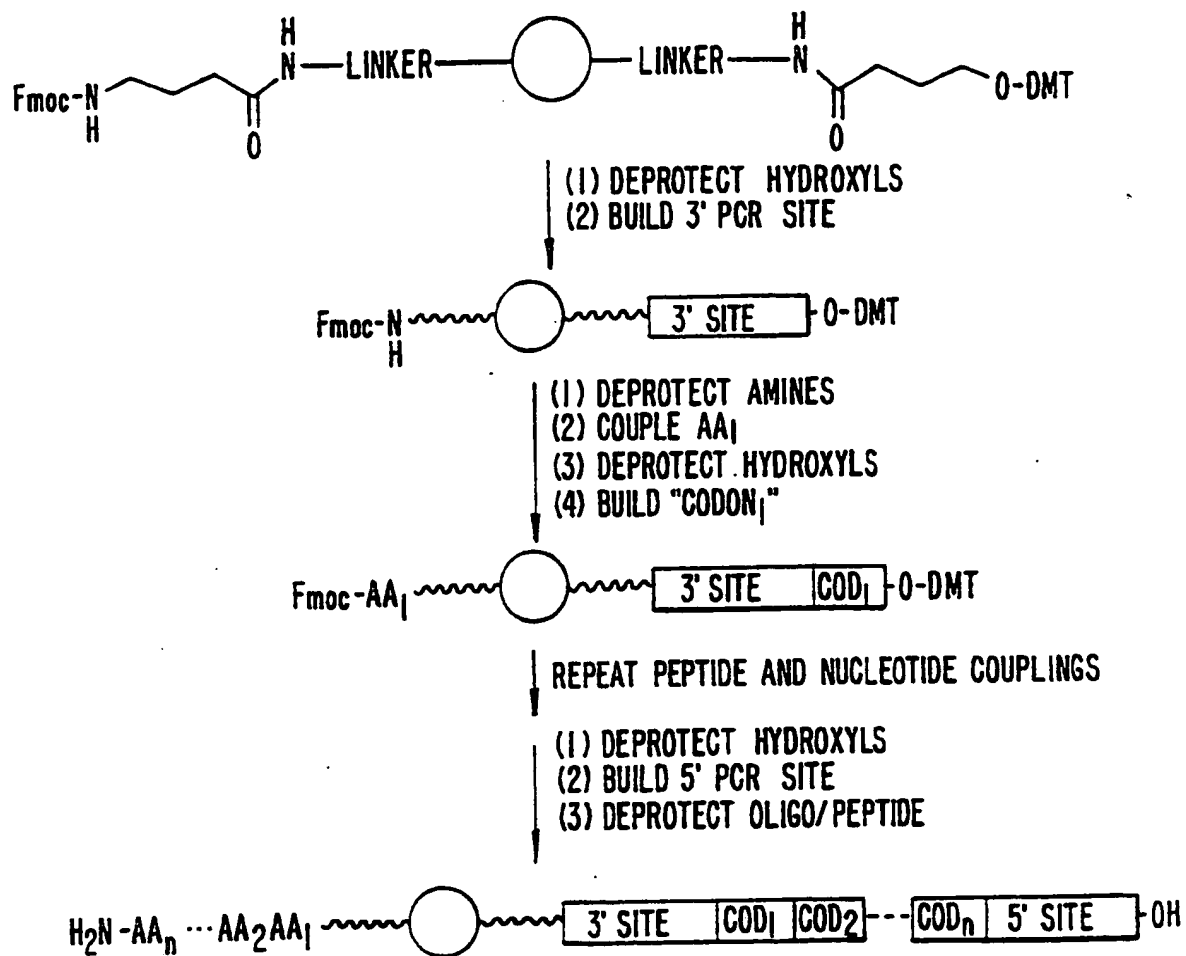 H
Fmoc-N
H
N-LINKER
O
LINKER-N
H
O
O-DMT
(1) DEPROTECT HYDROXYLS
(2) BUILD 3' PCR SITE
Fmoc-N
H
3' SITE
O-DMT
(1) DEPROTECT AMINES
(2) COUPLE AA1
(3) DEPROTECT HYDROXYLS
(4) BUILD "CODON1"
Fmoc-AA1
3' SITE COD1 O-DMT
REPEAT PEPTIDE AND NUCLEOTIDE COUPLINGS
(1) DEPROTECT HYDROXYLS
(2) BUILD 5' PCR SITE
(3) DEPROTECT OLIGO/PEPTIDE
H2N-AAn ... AA2AA1
3' SITE COD1 COD2 --- CODn 5' SITE OH